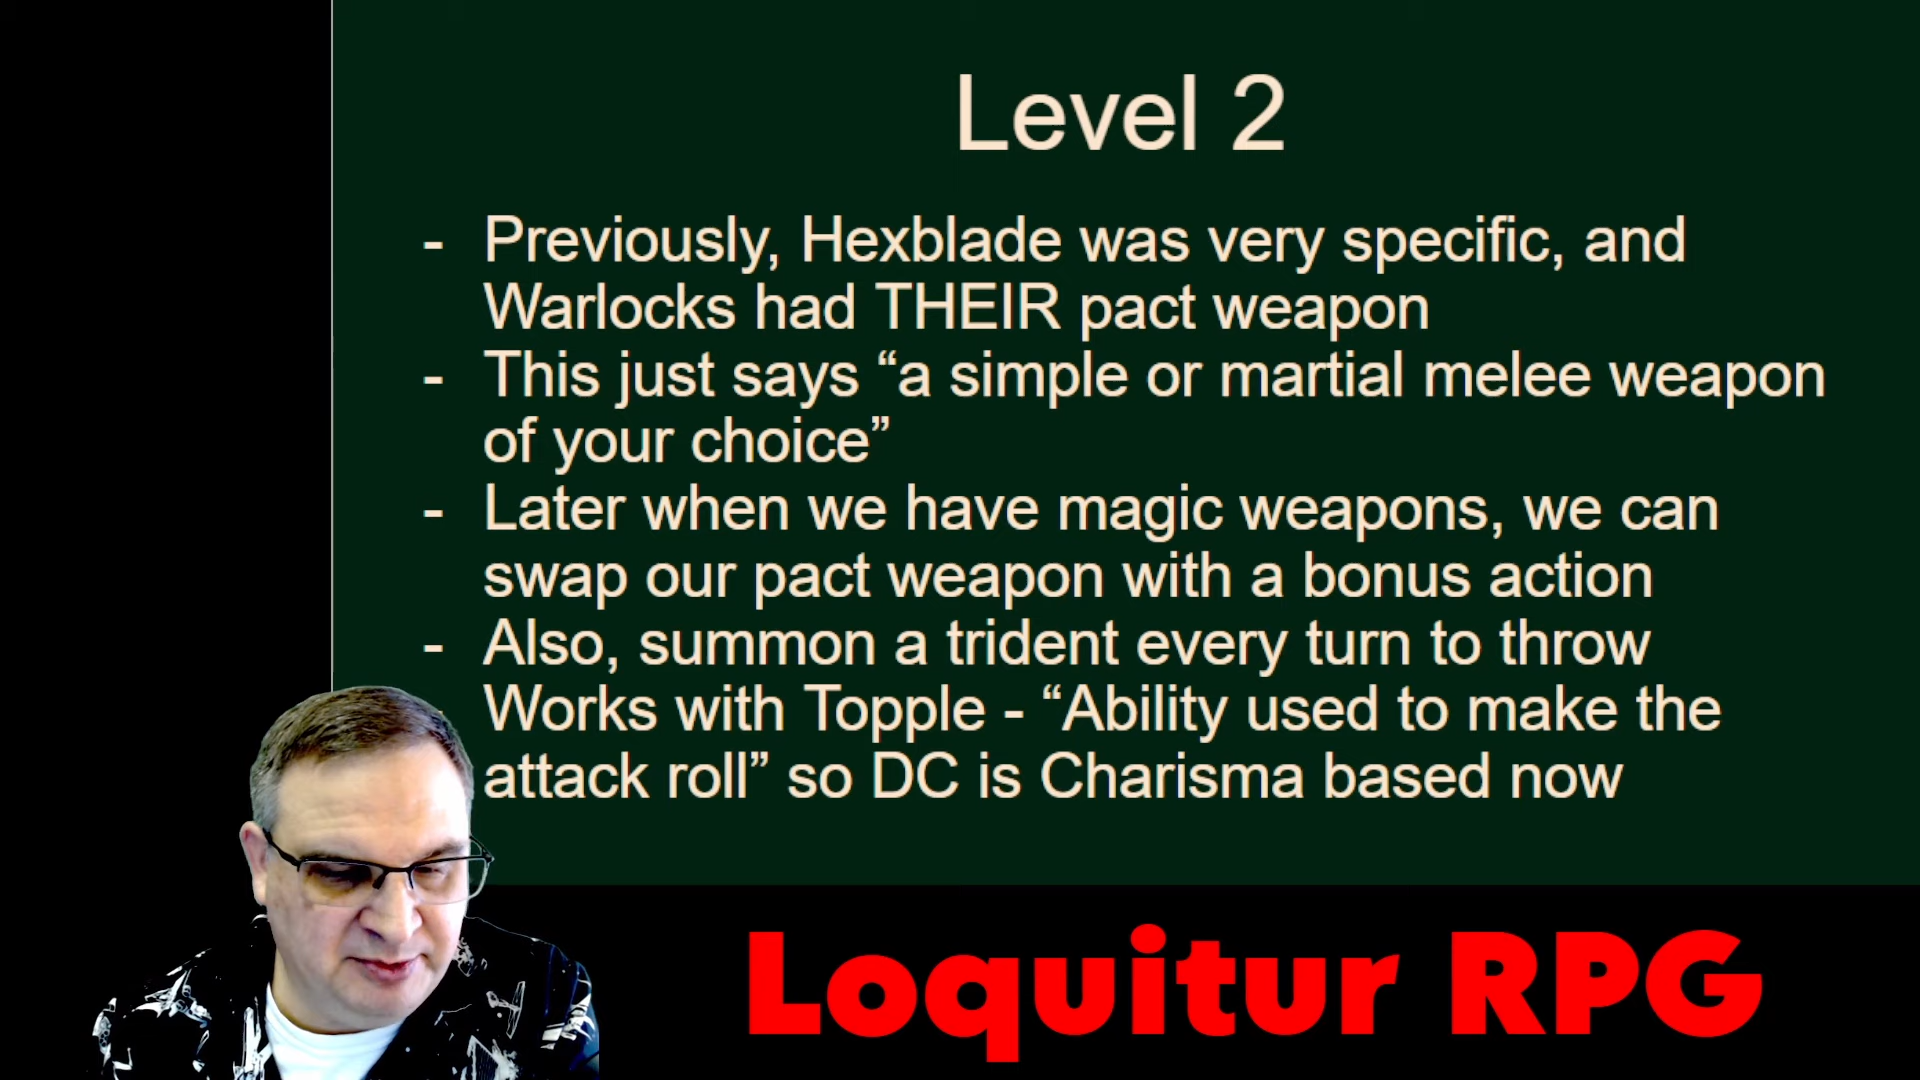 Level 2
- Previously, Hexblade was very specific, and
Warlocks had THEIR pact weapon
- This just says “a simple or martial melee weapon
of your choice”
- Later when we have magic weapons, we can
swap our pact weapon with a bonus action
- Also, summon a trident every turn to throw
- Works with Topple - “Ability used to make the
attack roll” so DC is Charisma based now
Loquitur RPG